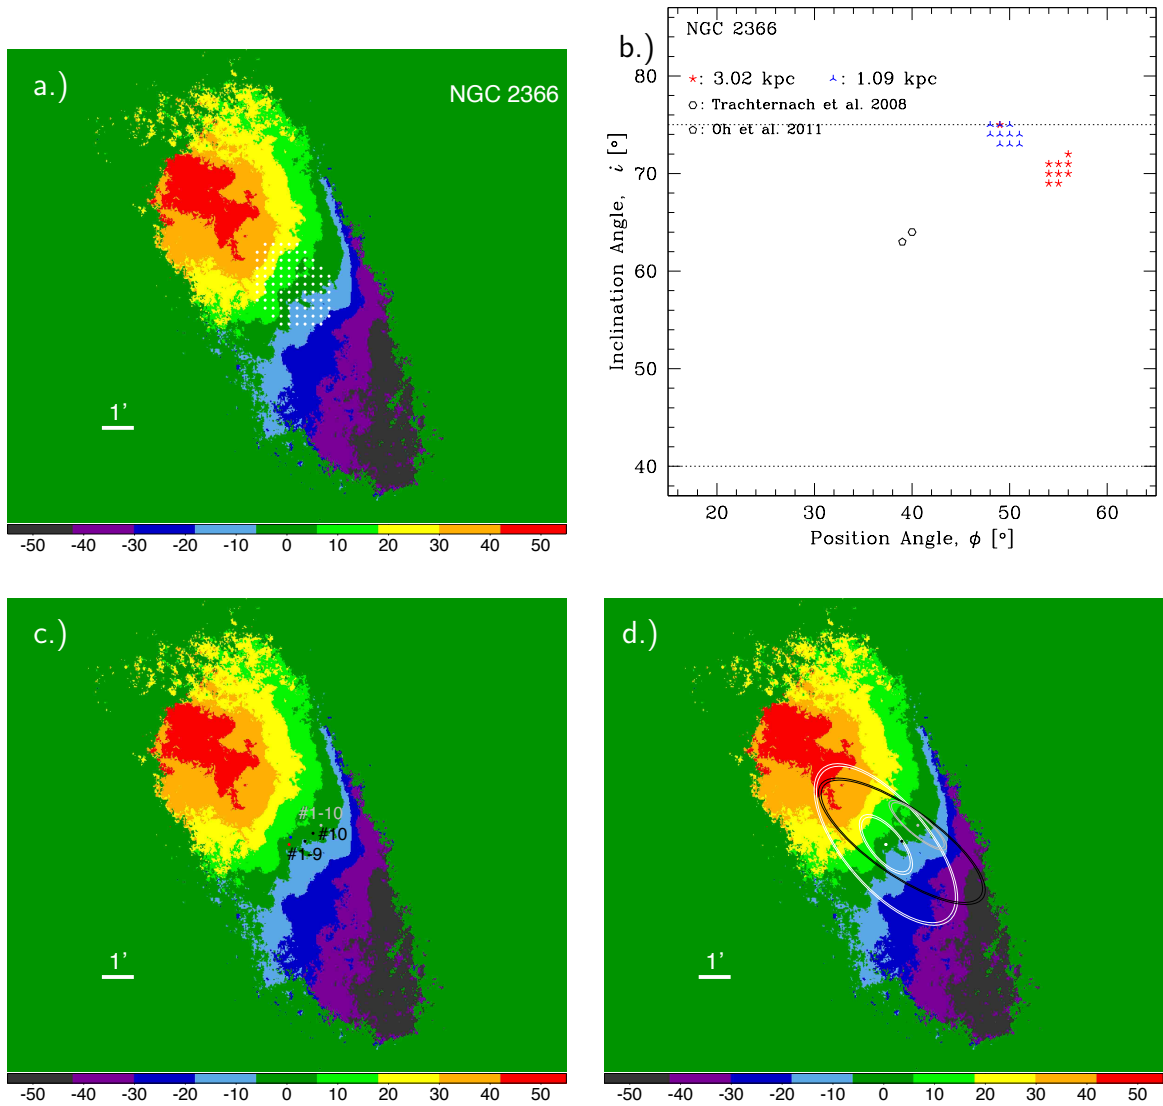 a.)
NGC 2366
1'
-50 -40 -30 -20 -10 0 10 20 30 40 50
b.)
NGC 2366
: 3.02 kpc : 1.09 kpc
: Trachternach et al. 2008
: Oh et al. 2011
80
70
60
50
40
Inclination Angle, i [°]
20 30 40 50 60
Position Angle, ϕ [°]
c.)
#1-10
#10
#1-9
1'
-50 -40 -30 -20 -10 0 10 20 30 40 50
d.)
1'
-50 -40 -30 -20 -10 0 10 20 30 40 50